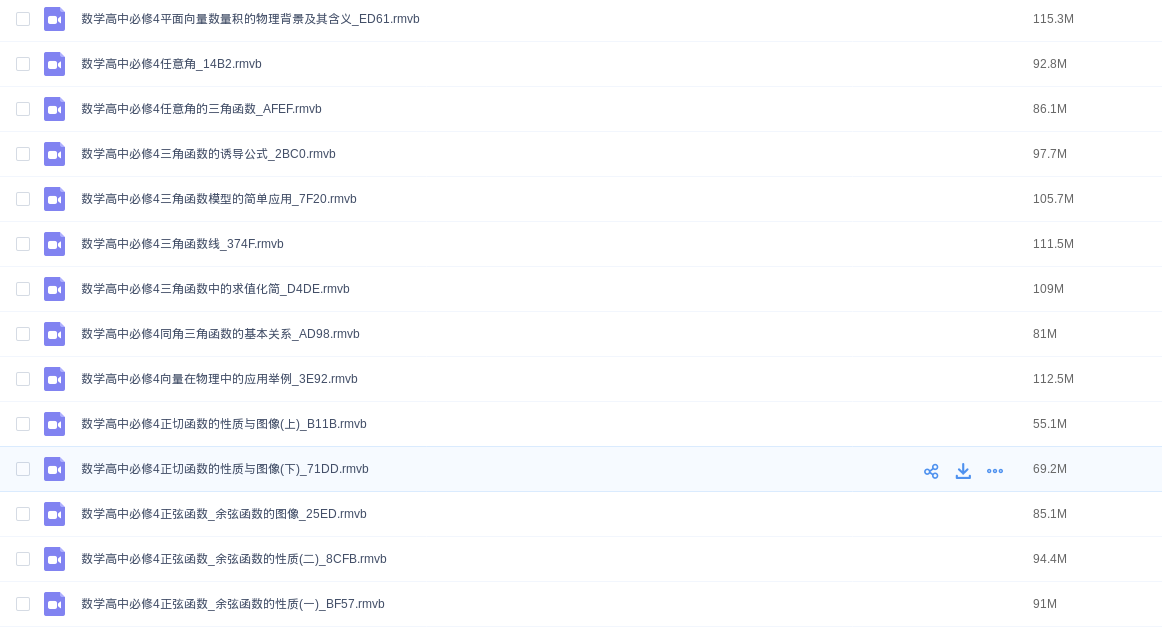 数学高中必修4平面向量数量积的物理背景及其含义_ED61.rmvb 115.3M
数学高中必修4任意角_14B2.rmvb 92.8M
数学高中必修4任意角的三角函数_AFEF.rmvb 86.1M
数学高中必修4三角函数的诱导公式_2BC0.rmvb 97.7M
数学高中必修4三角函数模型的简单应用_7F20.rmvb 105.7M
数学高中必修4三角函数线_374F.rmvb 111.5M
数学高中必修4三角函数中的求值化简_D4DE.rmvb 109M
数学高中必修4同角三角函数的基本关系_AD98.rmvb 81M
数学高中必修4向量在物理中的应用举例_3E92.rmvb 112.5M
数学高中必修4正切函数的性质与图像(上)_B11B.rmvb 55.1M
数学高中必修4正切函数的性质与图像(下)_71DD.rmvb 69.2M
数学高中必修4正弦函数_余弦函数的图像_25ED.rmvb 85.1M
数学高中必修4正弦函数_余弦函数的性质(二)_8CFB.rmvb 94.4M
数学高中必修4正弦函数_余弦函数的性质(一)_BF57.rmvb 91M